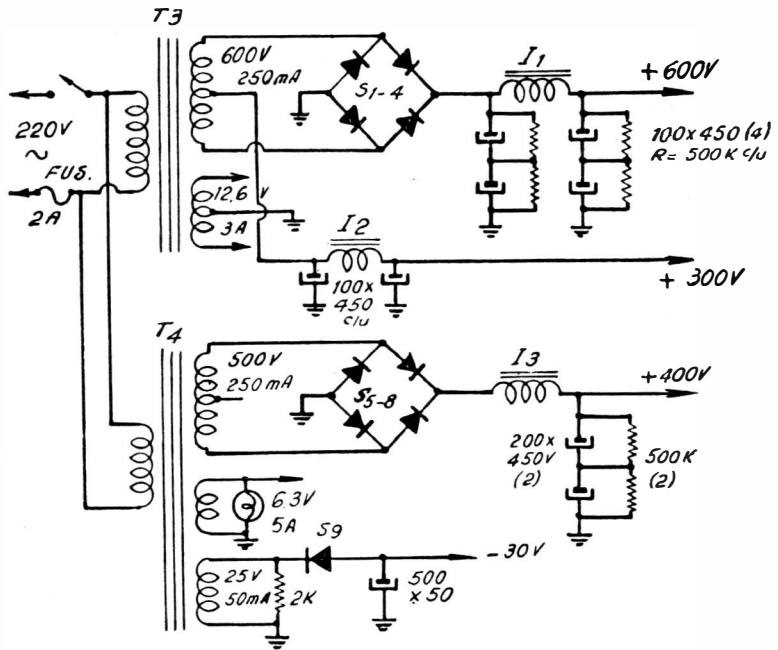 T3
600V
250mA
S1-4
I1
+600V
220V
~
FUS.
2A
100x450 (4)
R= 500K c/u
12,6 V
3A
I2
100x
450
c/u
+ 300V
T4
500V
250mA
S5-8
I3
+400V
200x
450V
(2)
500K
(2)
6.3V
5A
S9
-30V
25V
50mA
2K
500
x50